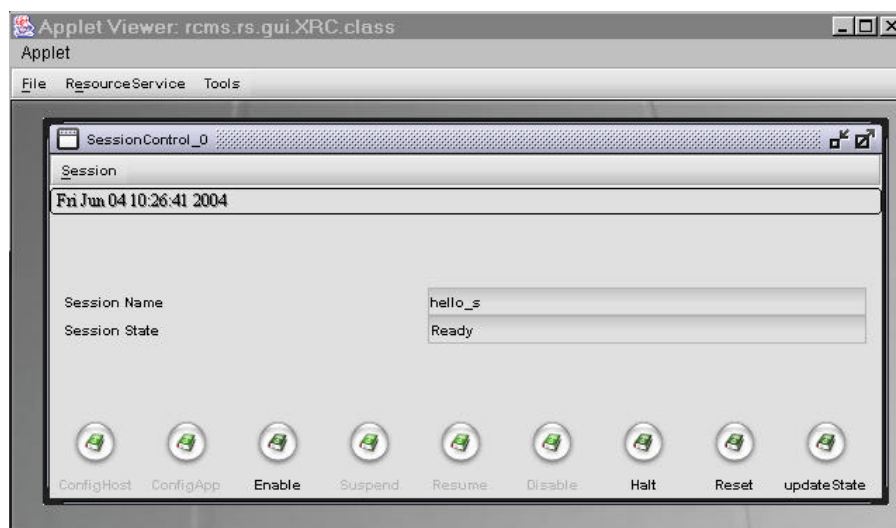 Applet Viewer: rcms.rs.gui.XRC.class
Applet
File ResourceService Tools
SessionControl_0
Session
Fri Jun 04 10:26:41 2004
Session Name hello_s
Session State Ready
ConfigHost ConfigApp Enable Suspend Resume Disable Halt Reset updateState